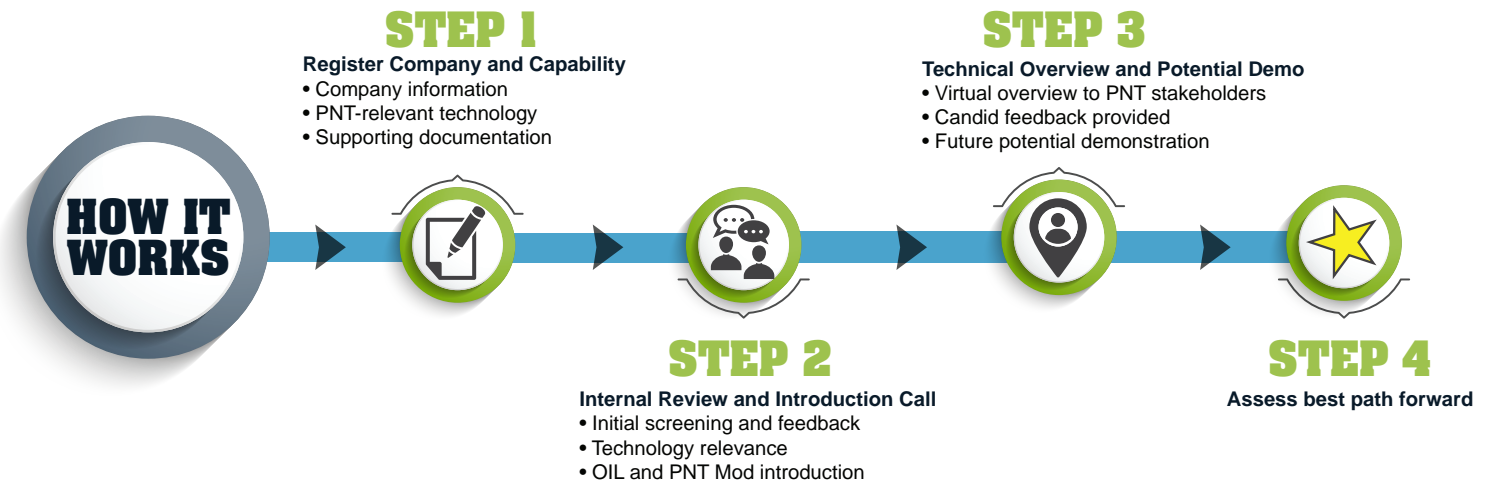 HOW IT
WORKS
STEP 1
Register Company and Capability
• Company information
• PNT-relevant technology
• Supporting documentation
STEP 2
Internal Review and Introduction Call
• Initial screening and feedback
• Technology relevance
• OIL and PNT Mod introduction
STEP 3
Technical Overview and Potential Demo
• Virtual overview to PNT stakeholders
• Candid feedback provided
• Future potential demonstration
STEP 4
Assess best path forward